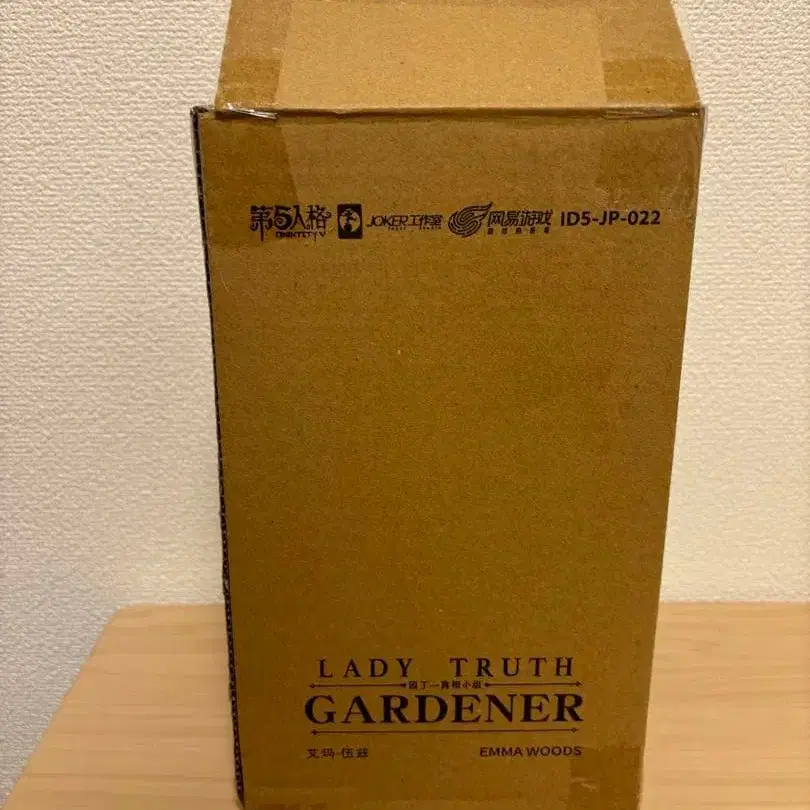 第5人格 IDENTITY V JOKER工作室 网易游戏 ID5-JP-022
LADY TRUTH
园丁—真相小姐
GARDENER
艾玛·伍兹 EMMA WOODS